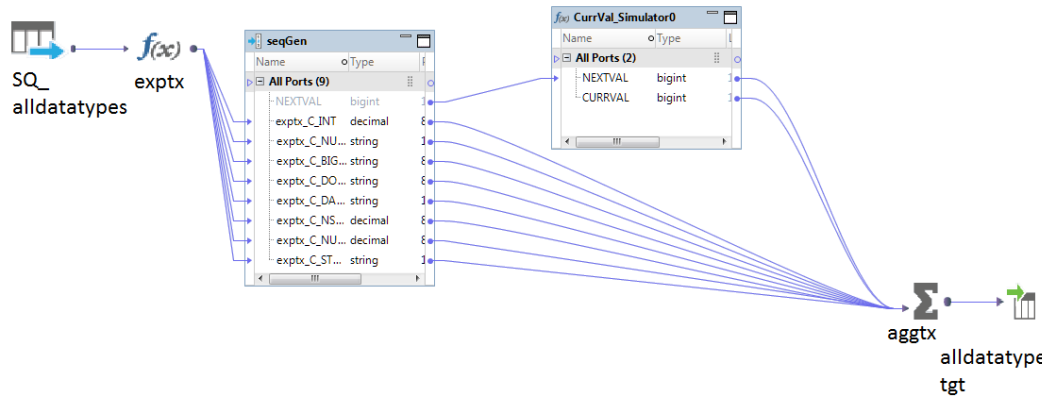 SQ_
alldatatypes
f(x)
exptx
seqGen
Name Type
All Ports (9)
NEXTVAL bigint
exptx_C_INT decimal
exptx_C_NU... string
exptx_C_BIG... string
exptx_C_DO... string
exptx_C_DA... string
exptx_C_NS... decimal
exptx_C_NU... decimal
exptx_C_ST... string
f(x) CurrVal_Simulator0
Name Type
All Ports (2)
NEXTVAL bigint
CURRVAL bigint
Σ
aggtx
alldatatype
tgt